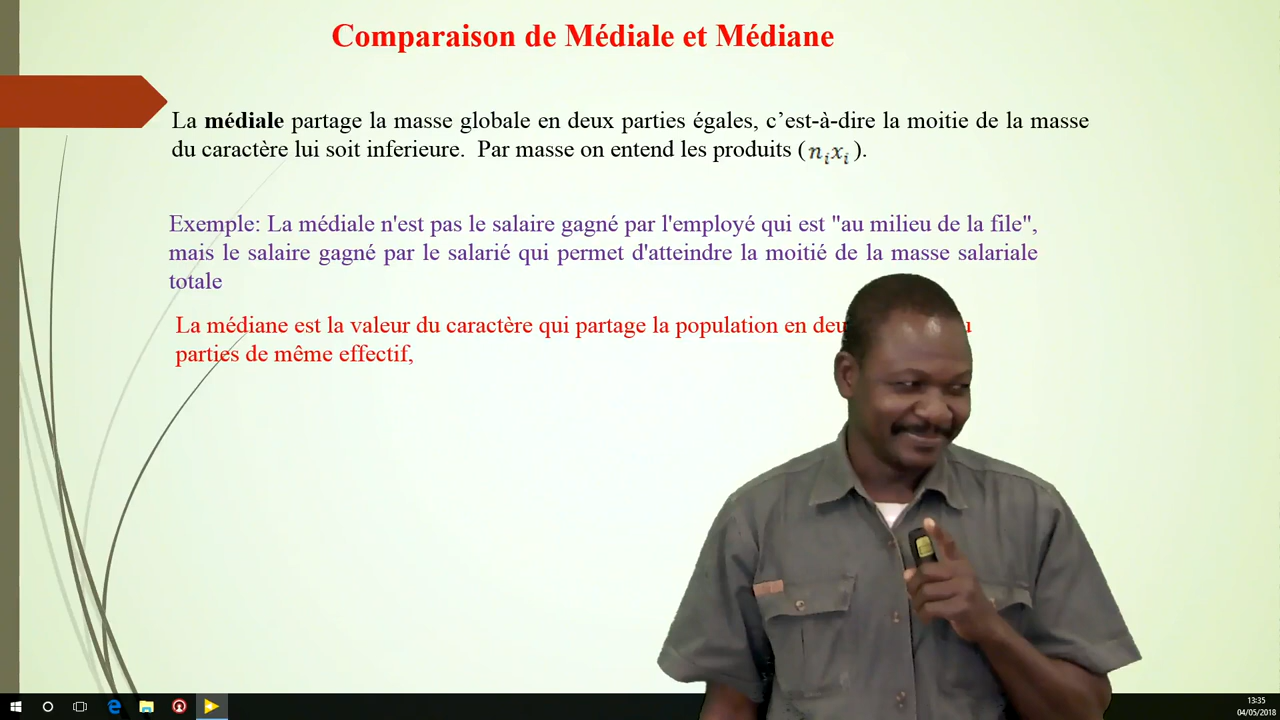 Comparaison de Médiale et Médiane
La médiale partage la masse globale en deux parties égales, c’est-à-dire la moitie de la masse
du caractère lui soit inferieure. Par masse on entend les produits (nᵢxᵢ).
Exemple: La médiale n'est pas le salaire gagné par l'employé qui est "au milieu de la file",
mais le salaire gagné par le salarié qui permet d'atteindre la moitié de la masse salariale
totale
La médiane est la valeur du caractère qui partage la population en
parties de même effectif,
13:35
04/05/2018